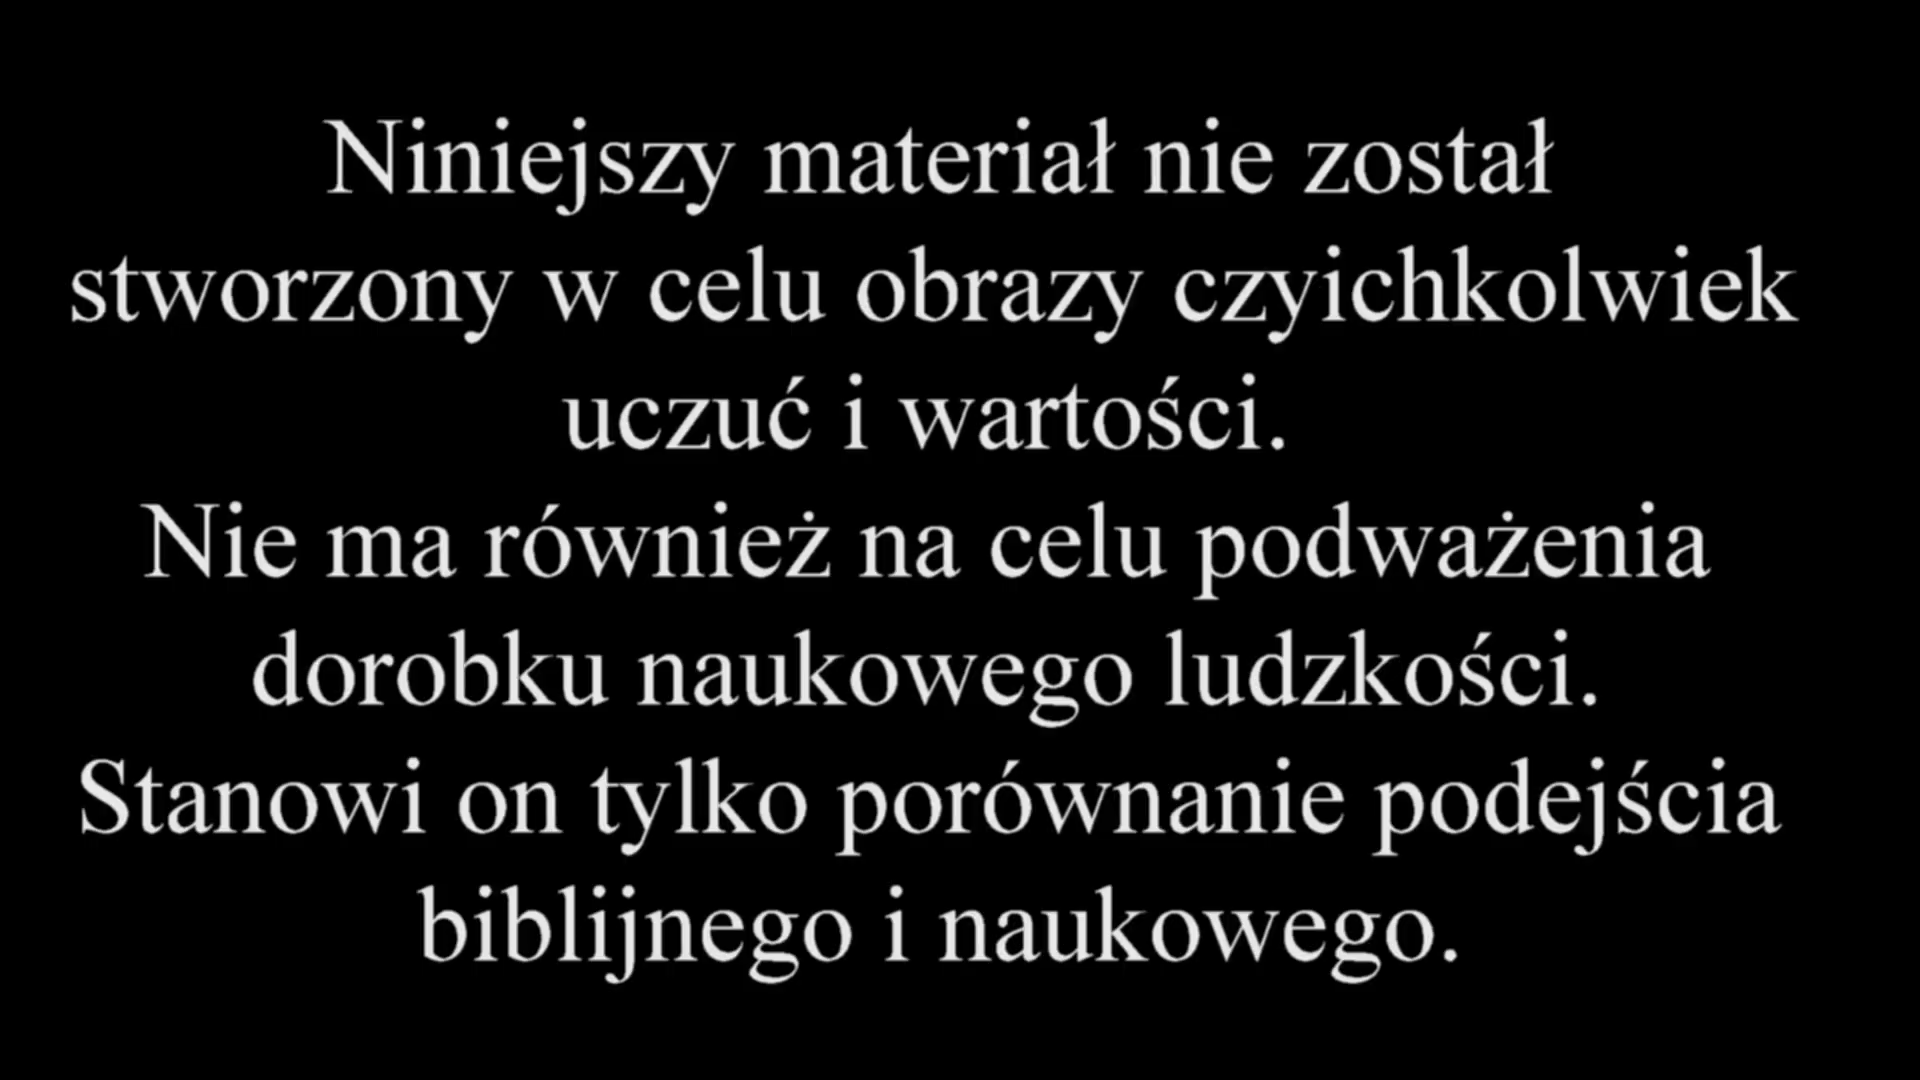 Niniejszy materiał nie został
stworzony w celu obrazy czyichkolwiek
uczuć i wartości.
Nie ma również na celu podważenia
dorobku naukowego ludzkości.
Stanowi on tylko porównanie podejścia
biblijnego i naukowego.